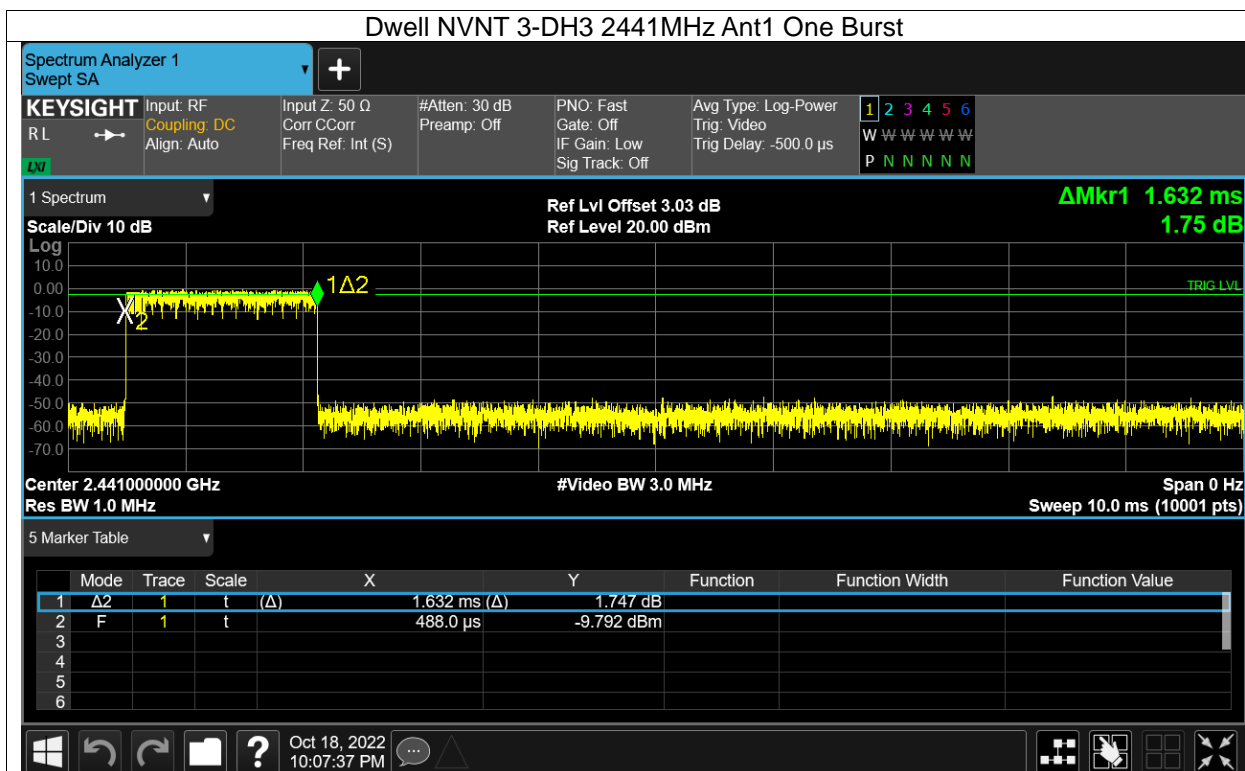 Dwell NVNT 3-DH3 2441MHz Ant1 One Burst
Spectrum Analyzer 1
Swept SA
KEYSIGHT
R L
LXI
Input: RF
Coupling: DC
Align: Auto
Input Z: 50 Ω
Corr CCorr
Freq Ref: Int (S)
#Atten: 30 dB
Preamp: Off
PNO: Fast
Gate: Off
IF Gain: Low
Sig Track: Off
Avg Type: Log-Power
Trig: Video
Trig Delay: -500.0 µs
1 2 3 4 5 6
W W W W W W
P N N N N N
1 Spectrum
Scale/Div 10 dB
Ref Lvl Offset 3.03 dB
Ref Level 20.00 dBm
ΔMkr1 1.632 ms
1.75 dB
Log
10.0
0.00
-10.0
-20.0
-30.0
-40.0
-50.0
-60.0
-70.0
1Δ2
2
TRIG LVL
Center 2.441000000 GHz #Video BW 3.0 MHz Span 0 Hz
Res BW 1.0 MHz Sweep 10.0 ms (10001 pts)
5 Marker Table
Mode Trace Scale X Y Function Function Width Function Value
1 Δ2 1 t (Δ) 1.632 ms (Δ) 1.747 dB
2 F 1 t 488.0 µs -9.792 dBm
3
4
5
6
Oct 18, 2022
10:07:37 PM